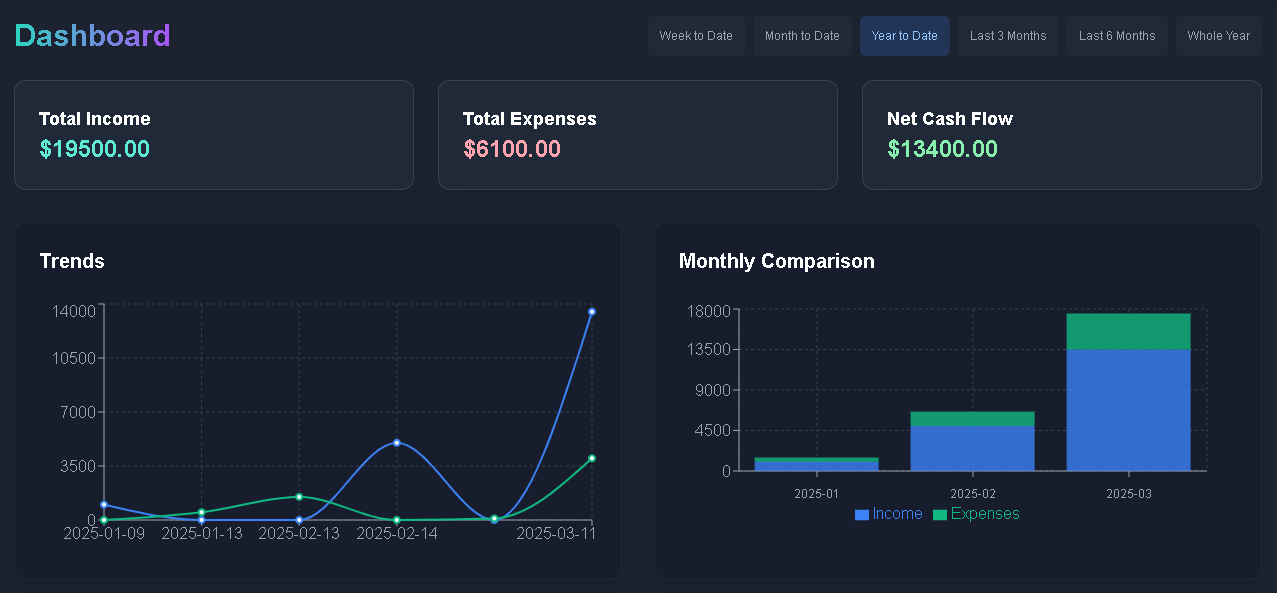 Dashboard
Week to Date
Month to Date
Year to Date
Last 3 Months
Last 6 Months
Whole Year
Total Income
$19500.00
Total Expenses
$6100.00
Net Cash Flow
$13400.00
Trends
14000
10500
7000
3500
0
2025-01-09 2025-01-13 2025-02-13 2025-02-14 2025-03-11
Monthly Comparison
18000
13500
9000
4500
0
2025-01 2025-02 2025-03
Income Expenses